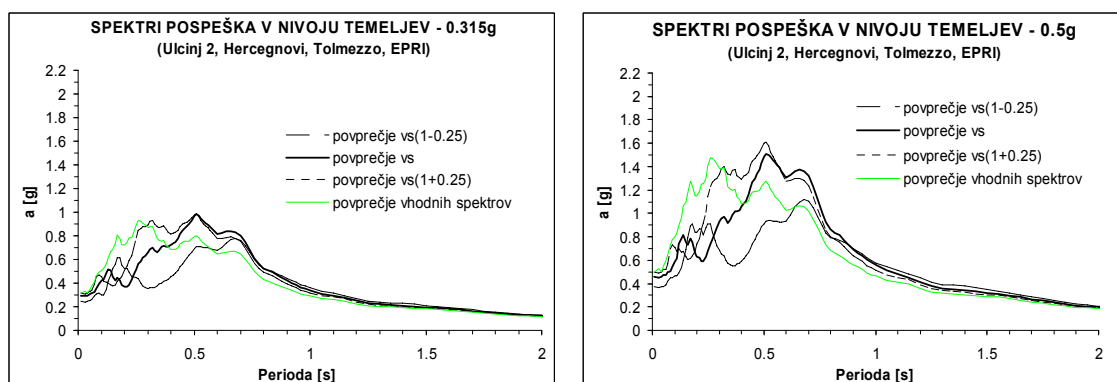 SPEKTRI POSPEŠKA V NIVOJU TEMELJEV - 0.315g
(Ulcinj 2, Hercegnovi, Tolmezzo, EPRI)
2.2
2
1.8
1.6
1.4
1.2
1
0.8
0.6
0.4
0.2
0
a [g]
povprečje vs(1-0.25)
povprečje vs
povprečje vs(1+0.25)
povprečje vhodnih spektrov
0
0.5
1
1.5
2
Perioda [s]
SPEKTRI POSPEŠKA V NIVOJU TEMELJEV - 0.5g
(Ulcinj 2, Hercegnovi, Tolmezzo, EPRI)
2.2
2
1.8
1.6
1.4
1.2
1
0.8
0.6
0.4
0.2
0
a [g]
povprečje vs(1-0.25)
povprečje vs
povprečje vs(1+0.25)
povprečje vhodnih spektrov
0
0.5
1
1.5
2
Perioda [s]